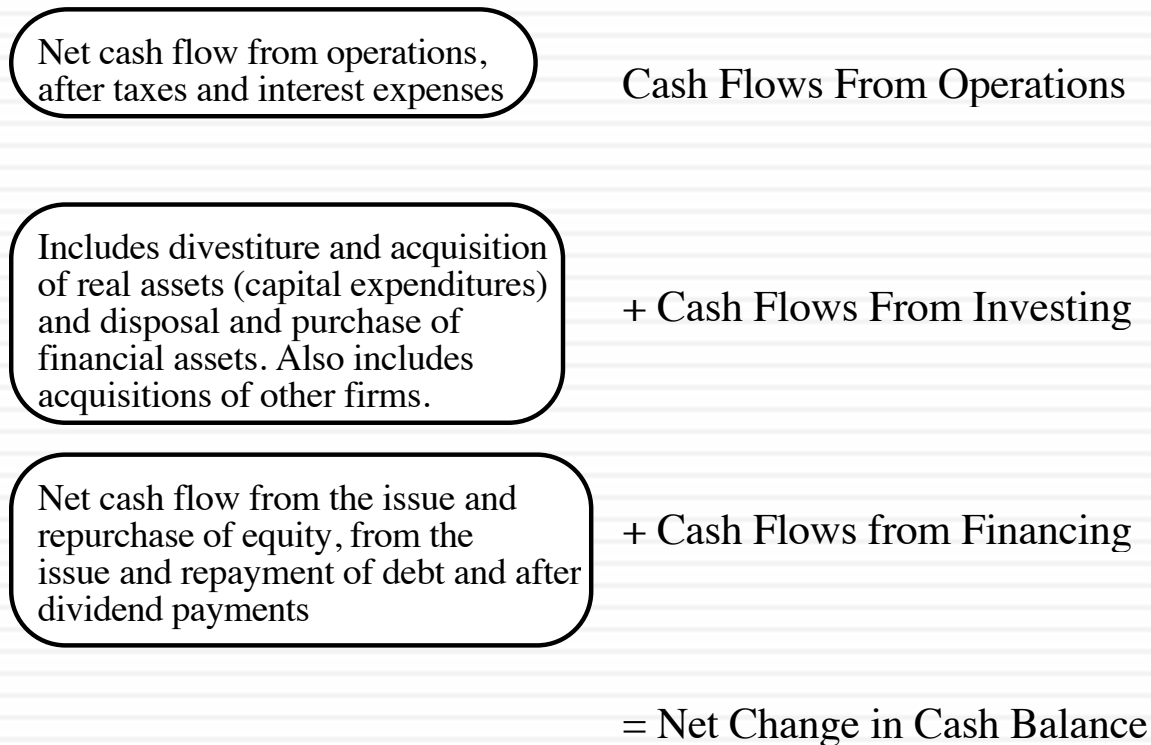 Net cash flow from operations,
after taxes and interest expenses
Cash Flows From Operations
Includes divestiture and acquisition
of real assets (capital expenditures)
and disposal and purchase of
financial assets. Also includes
acquisitions of other firms.
+ Cash Flows From Investing
Net cash flow from the issue and
repurchase of equity, from the
issue and repayment of debt and after
dividend payments
+ Cash Flows from Financing
= Net Change in Cash Balance